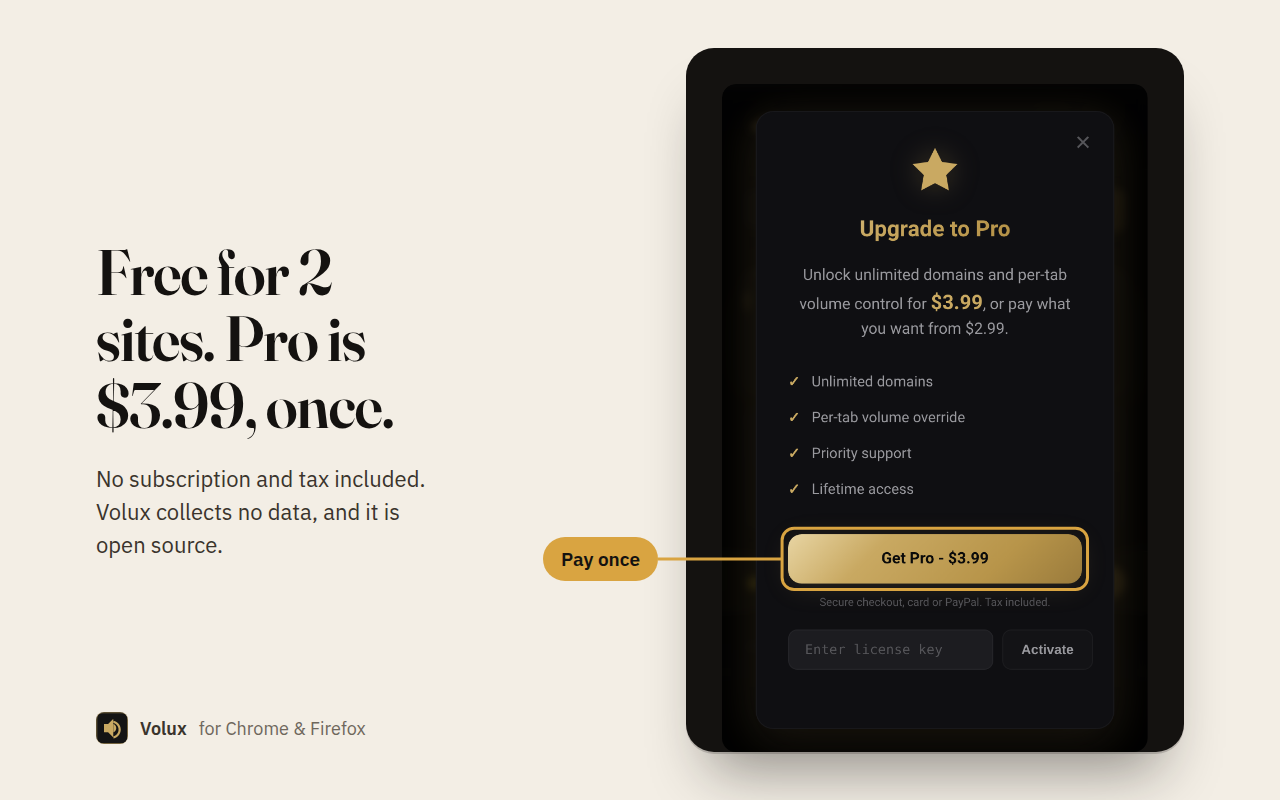 Free for 2
sites. Pro is
$3.99, once.
No subscription and tax included.
Volux collects no data, and it is
open source.
Volux for Chrome & Firefox
Pay once
Upgrade to Pro
Unlock unlimited domains and per-tab
volume control for $3.99, or pay what
you want from $2.99.
✓ Unlimited domains
✓ Per-tab volume override
✓ Priority support
✓ Lifetime access
Get Pro - $3.99
Secure checkout, card or PayPal. Tax included.
Enter license key
Activate